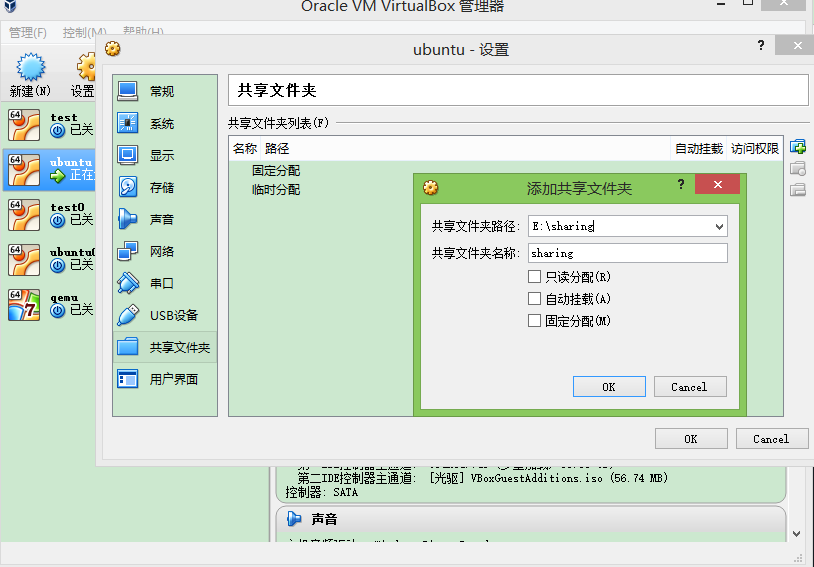 Oracle VM VirtualBox 管理器
管理(F) 控制(M) 帮助(H)
ubuntu - 设置
?
新建(N) 设置
64 test
已关
64 ubuntu
正在
64 test0
已关
64 ubuntu
已关
64 qemu
已关
常规
系统
显示
存储
声音
网络
串口
USB设备
共享文件夹
用户界面
共享文件夹
共享文件夹列表(F)
名称 路径 自动挂载 访问权限
固定分配
临时分配
添加共享文件夹 ?
共享文件夹路径: E:\sharing
共享文件夹名称: sharing
只读分配(R)
自动挂载(A)
固定分配(M)
OK Cancel
OK Cancel
第二IDE控制器主通道: [光驱] VBoxGuestAdditions.iso (56.74 MB)
控制器: SATA
声音